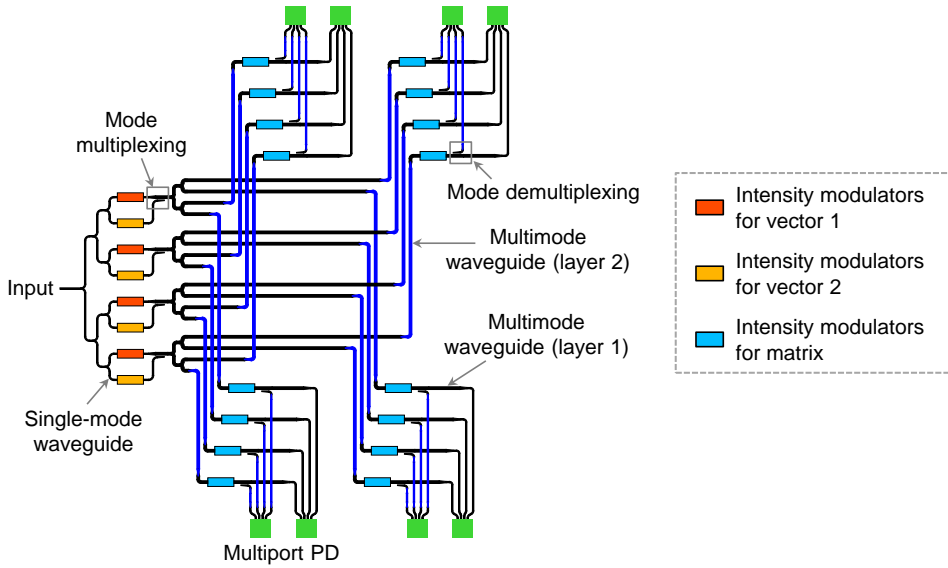 Mode
multiplexing
Mode demultiplexing
Multimode
waveguide (layer 2)
Input
Multimode
waveguide (layer 1)
Single-mode
waveguide
Multiport PD
Intensity modulators
for vector 1
Intensity modulators
for vector 2
Intensity modulators
for matrix